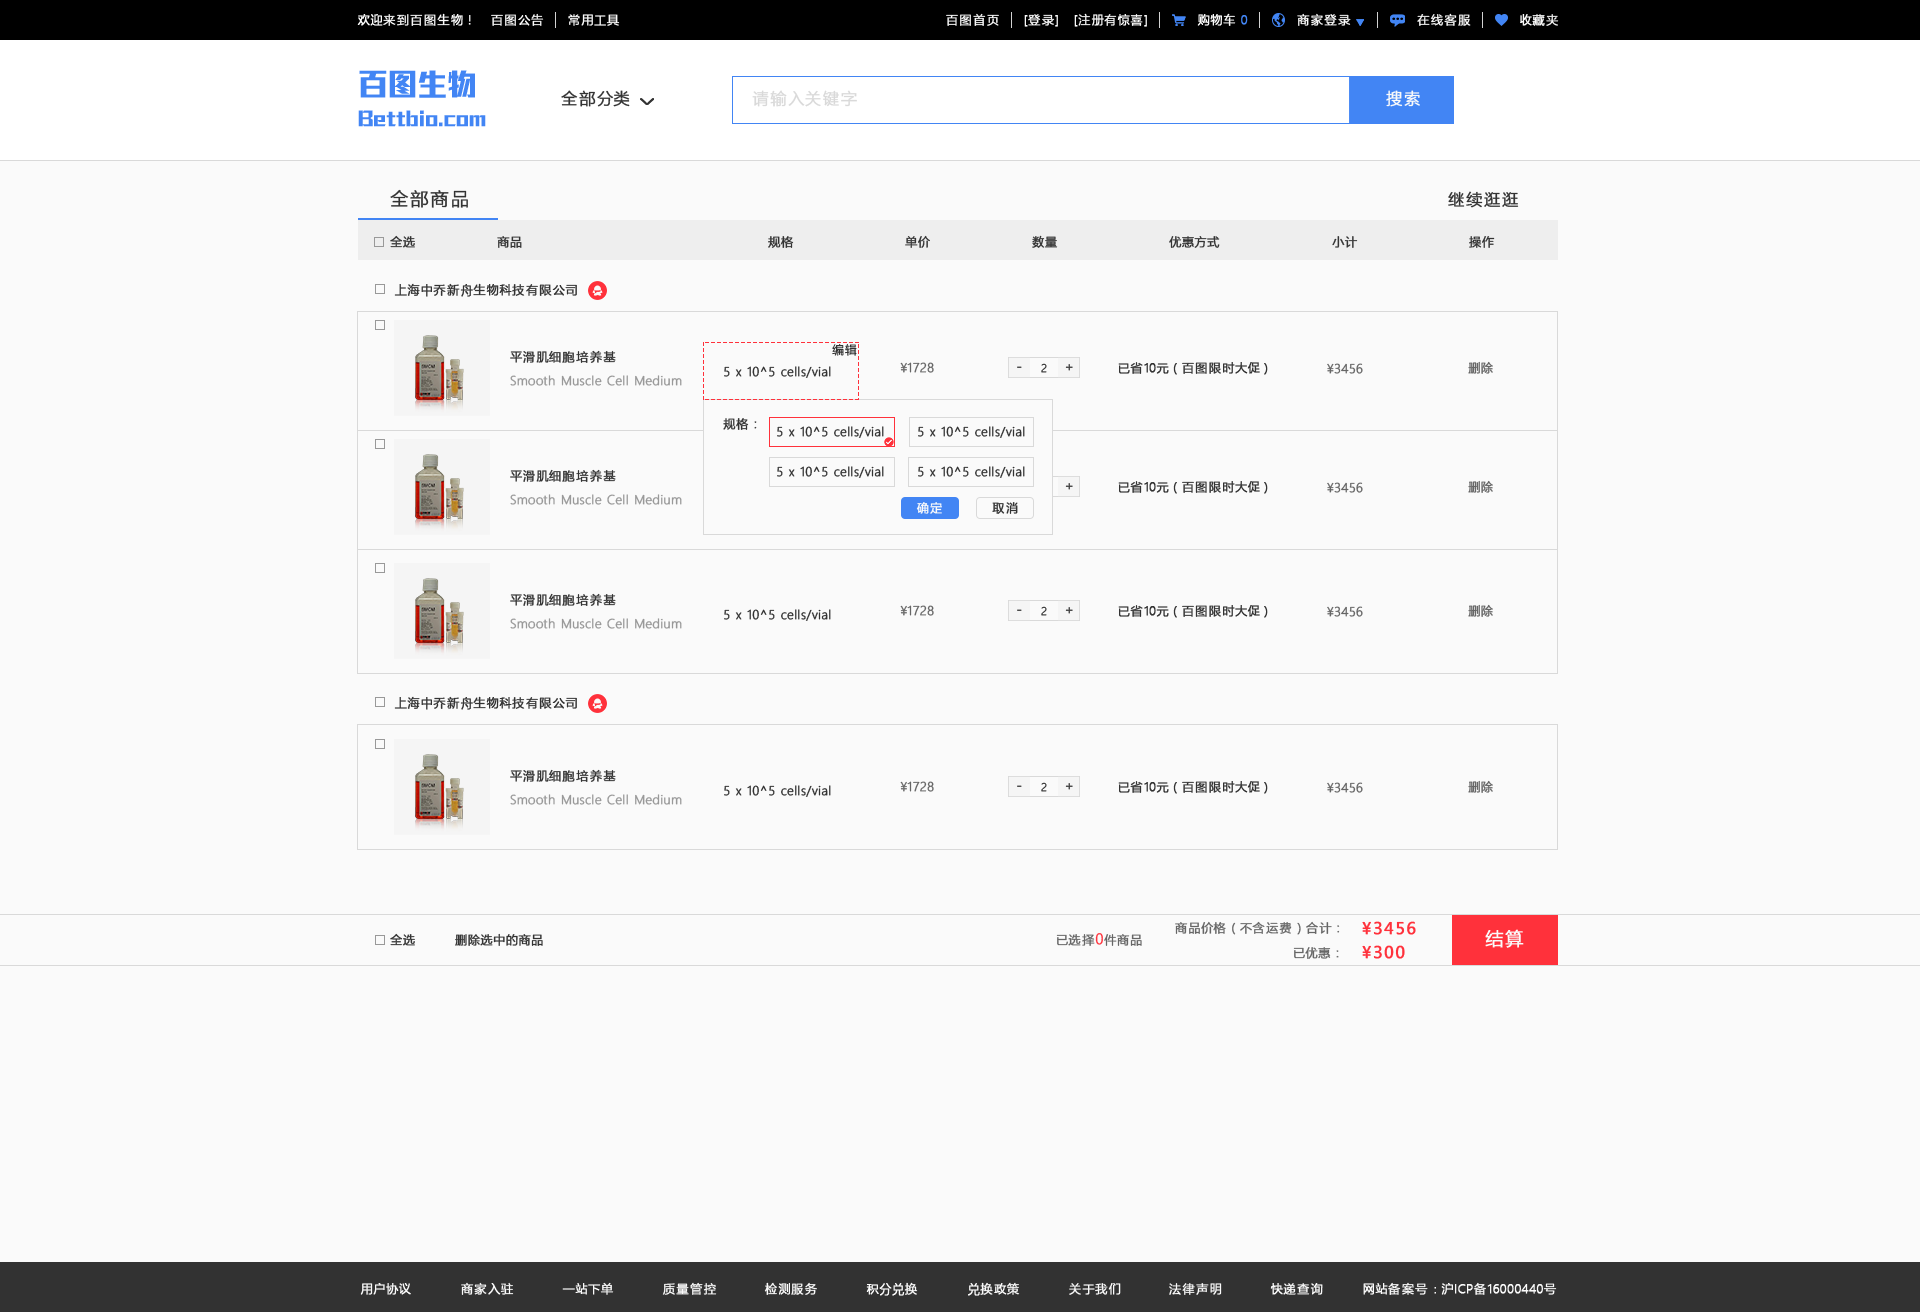 欢迎来到百图生物！ 百图公告 常用工具 百图首页 [登录] [注册有惊喜] 购物车 0 商家登录 在线客服 收藏夹
百图生物
Bettbio.com
全部分类
请输入关键字
搜索
全部商品
继续逛逛
全选 商品 规格 单价 数量 优惠方式 小计 操作
上海中乔新舟生物科技有限公司
平滑肌细胞培养基
Smooth Muscle Cell Medium
编辑
5 x 10^5 cells/vial
¥1728
- 2 +
已省10元 ( 百图限时大促 )
¥3456
删除
规格：
5 x 10^5 cells/vial 5 x 10^5 cells/vial
5 x 10^5 cells/vial 5 x 10^5 cells/vial
确定 取消
平滑肌细胞培养基
Smooth Muscle Cell Medium
+
已省10元 ( 百图限时大促 )
¥3456
删除
平滑肌细胞培养基
Smooth Muscle Cell Medium
5 x 10^5 cells/vial
¥1728
- 2 +
已省10元 ( 百图限时大促 )
¥3456
删除
上海中乔新舟生物科技有限公司
平滑肌细胞培养基
Smooth Muscle Cell Medium
5 x 10^5 cells/vial
¥1728
- 2 +
已省10元 ( 百图限时大促 )
¥3456
删除
全选 删除选中的商品
已选择0件商品
商品价格 ( 不含运费 ) 合计： ¥3456
已优惠： ¥300
结算
用户协议 商家入驻 一站下单 质量管控 检测服务 积分兑换 兑换政策 关于我们 法律声明 快递查询 网站备案号：沪ICP备16000440号